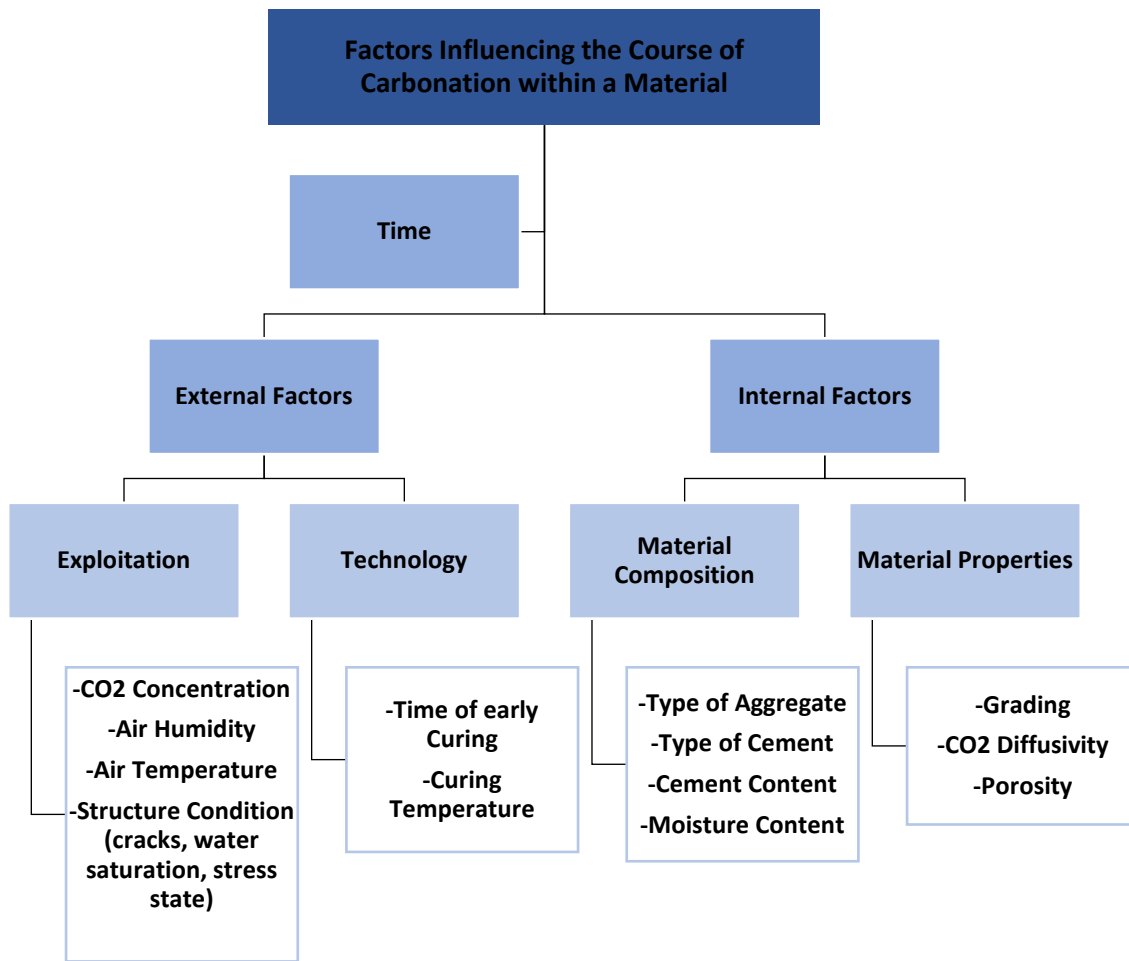 Factors Influencing the Course of
Carbonation within a Material
Time
External Factors
Internal Factors
Exploitation
Technology
Material
Composition
Material Properties
-CO2 Concentration
-Air Humidity
-Air Temperature
-Structure Condition
(cracks, water
saturation, stress
state)
-Time of early
Curing
-Curing
Temperature
-Type of Aggregate
-Type of Cement
-Cement Content
-Moisture Content
-Grading
-CO2 Diffusivity
-Porosity